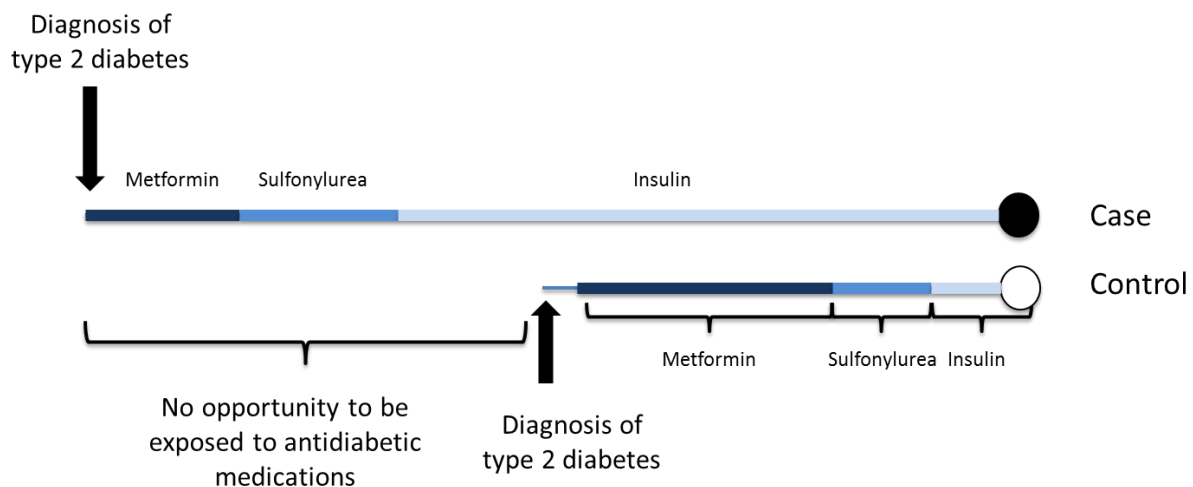 Diagnosis of
type 2 diabetes
Metformin
Sulfonylurea
Insulin
Case
Control
Metformin
Sulfonylurea
Insulin
No opportunity to be
exposed to antidiabetic
medications
Diagnosis of
type 2 diabetes